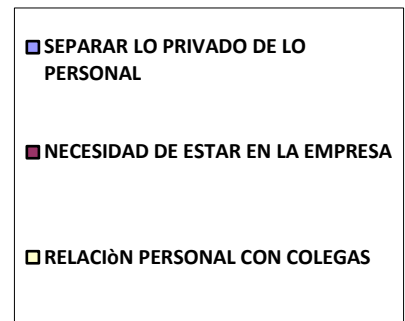 SEPARAR LO PRIVADO DE LO
PERSONAL
NECESIDAD DE ESTAR EN LA EMPRESA
RELACIòN PERSONAL CON COLEGAS